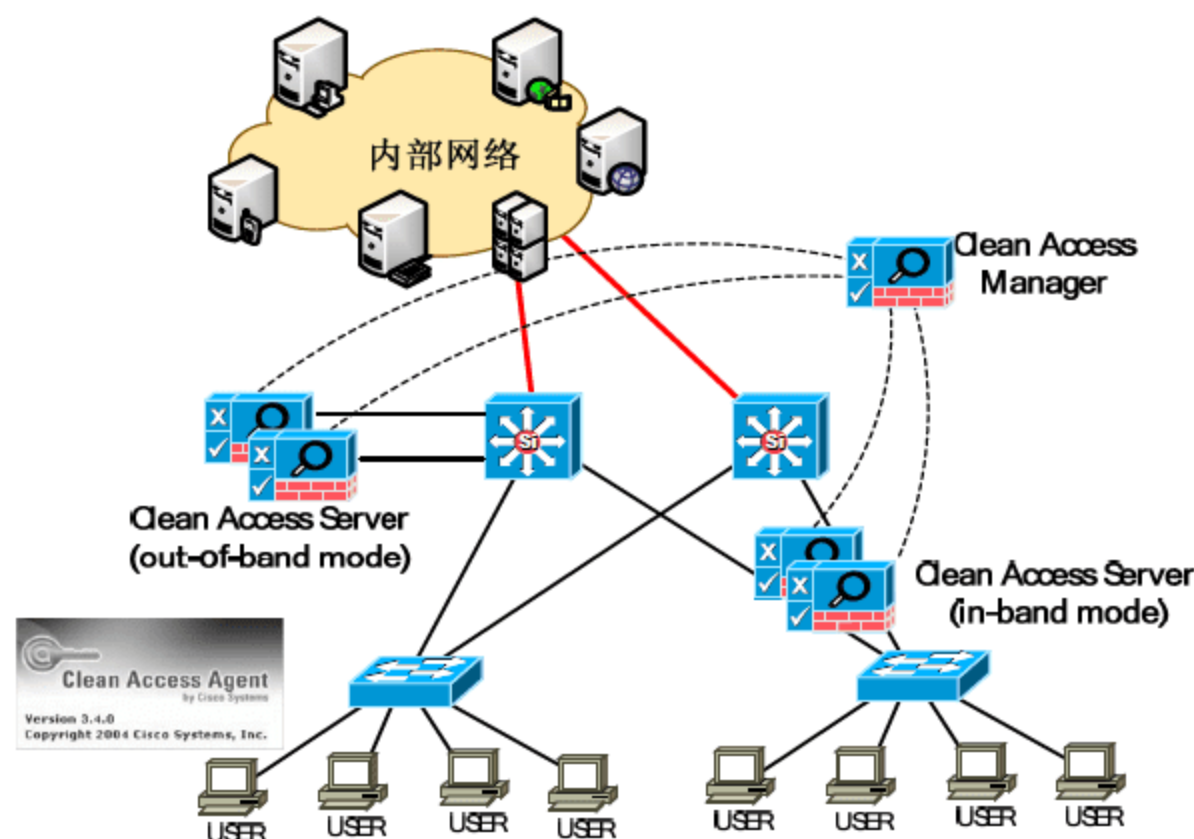 内部网络
Clean Access
Manager
Si
Si
Clean Access Server
(out-of-band mode)
Clean Access Server
(in-band mode)
Clean Access Agent
by Cisco Systems
Version 3.4.0
Copyright 2004 Cisco Systems, Inc.
USER
USER
USER
USER
USER
USER
USER
USER